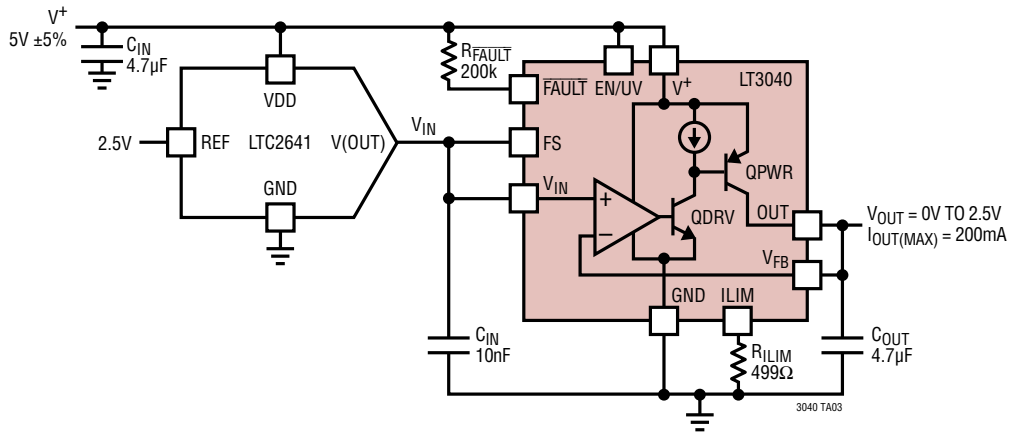 V+
5V ±5%
CIN
4.7µF
VDD
2.5V
REF
LTC2641
V(OUT)
GND
VIN
RFAULT
200k
FAULT
EN/UV
V+
LT3040
FS
VIN
+
−
QPWR
QDRV
OUT
VFB
GND
ILIM
VOUT = 0V TO 2.5V
IOUT(MAX) = 200mA
CIN
10nF
RILIM
499Ω
COUT
4.7µF
3040 TA03